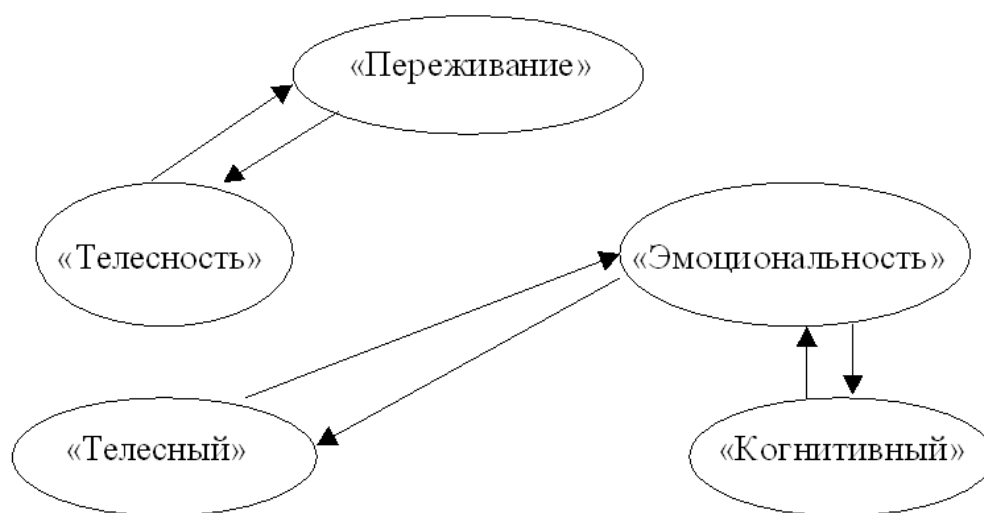 «Переживание»
«Телесность»
«Эмоциональность»
«Телесный»
«Когнитивный»